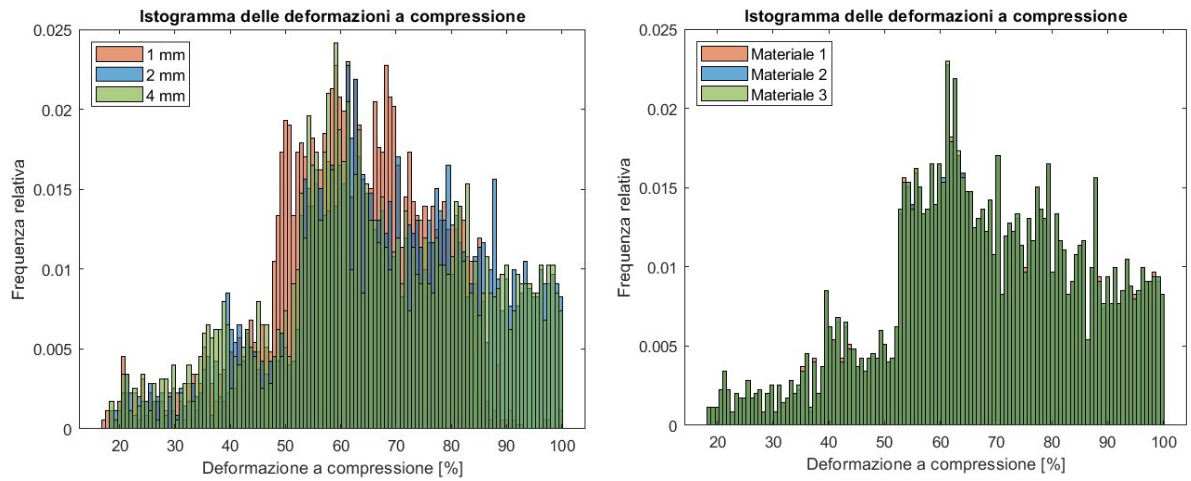 Istogramma delle deformazioni a compressione
0.025
0.02
0.015
0.01
0.005
0
Frequenza relativa
1 mm
2 mm
4 mm
20 30 40 50 60 70 80 90 100
Deformazione a compressione [%]
Istogramma delle deformazioni a compressione
0.025
0.02
0.015
0.01
0.005
0
Frequenza relativa
Materiale 1
Materiale 2
Materiale 3
20 30 40 50 60 70 80 90 100
Deformazione a compressione [%]